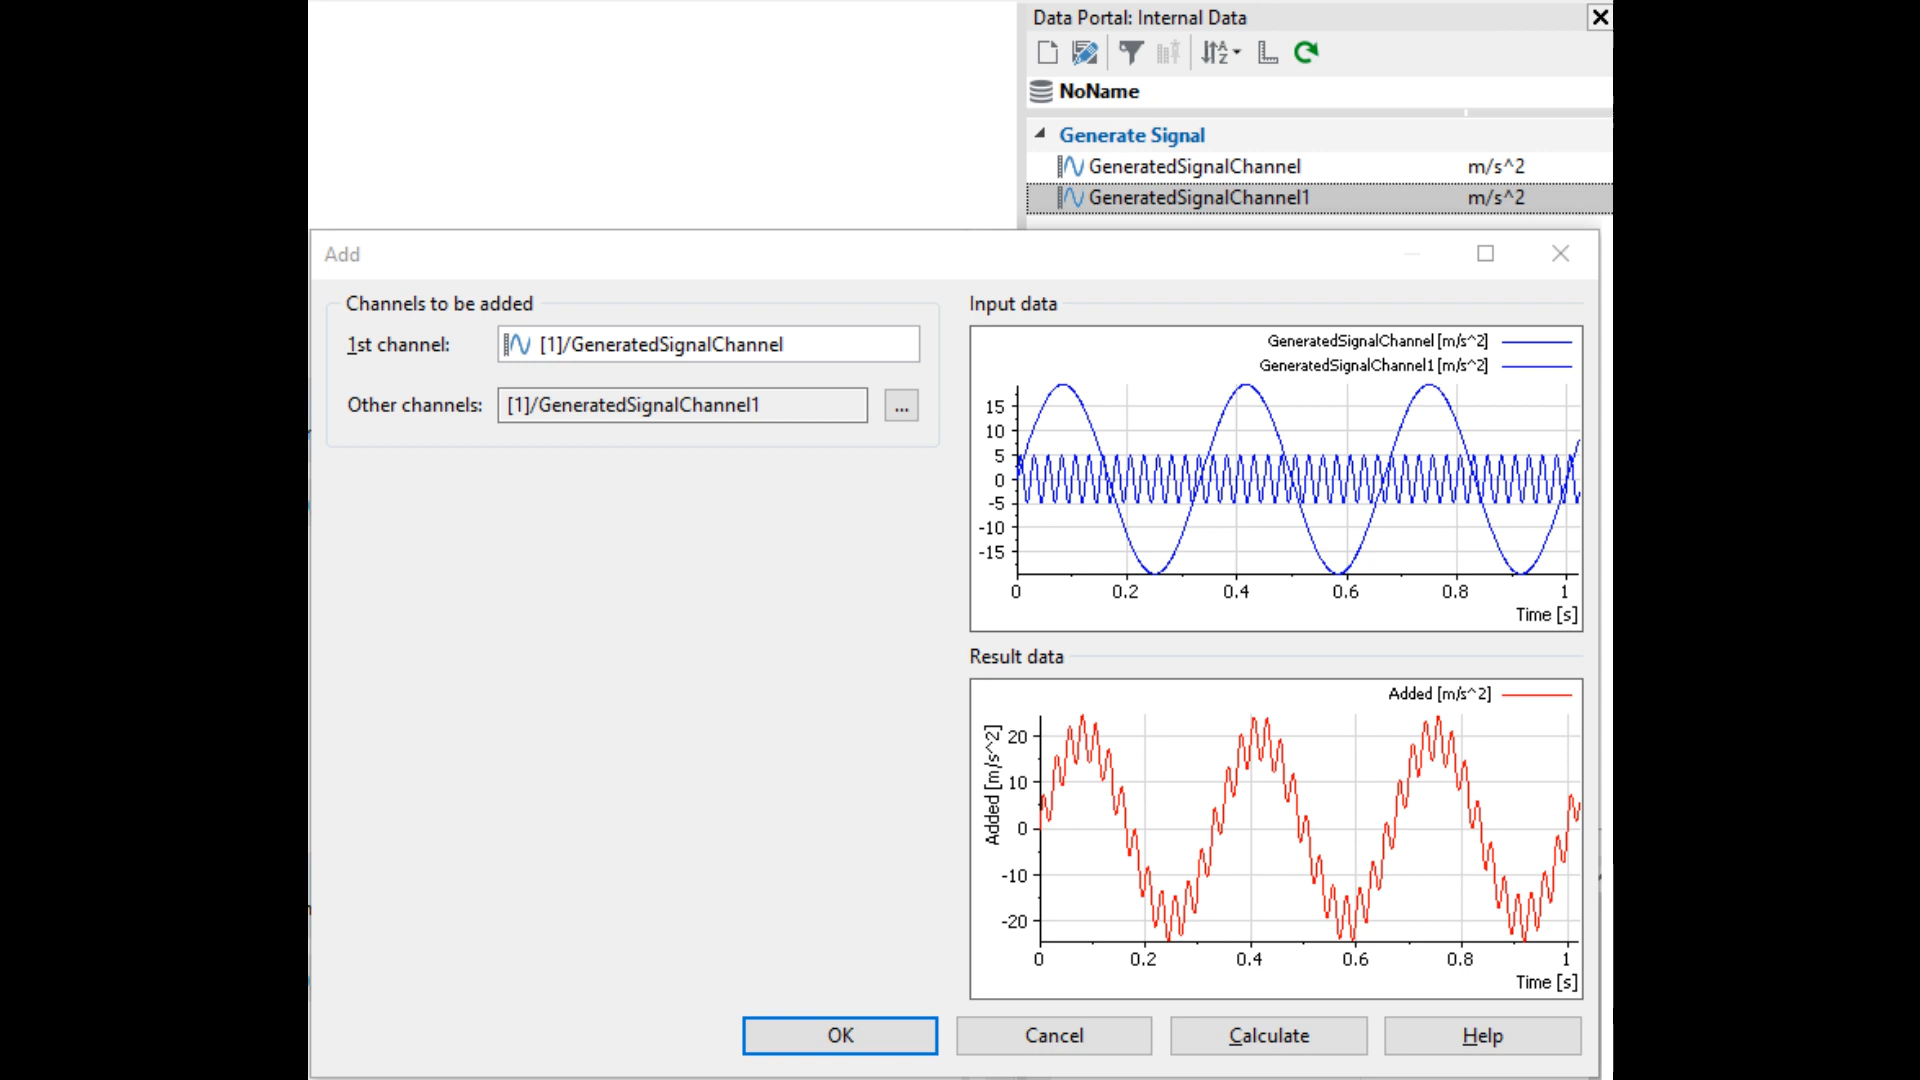 Data Portal: Internal Data
NoName
Generate Signal
GeneratedSignalChannel m/s^2
GeneratedSignalChannel1 m/s^2
Add
Channels to be added
1st channel: [1]/GeneratedSignalChannel
Other channels: [1]/GeneratedSignalChannel1 ...
Input data
GeneratedSignalChannel [m/s^2]
GeneratedSignalChannel1 [m/s^2]
15
10
5
0
-5
-10
-15
0 0.2 0.4 0.6 0.8 1
Time [s]
Result data
Added [m/s^2]
Added [m/s^2]
20
10
0
-10
-20
0 0.2 0.4 0.6 0.8 1
Time [s]
OK Cancel Calculate Help